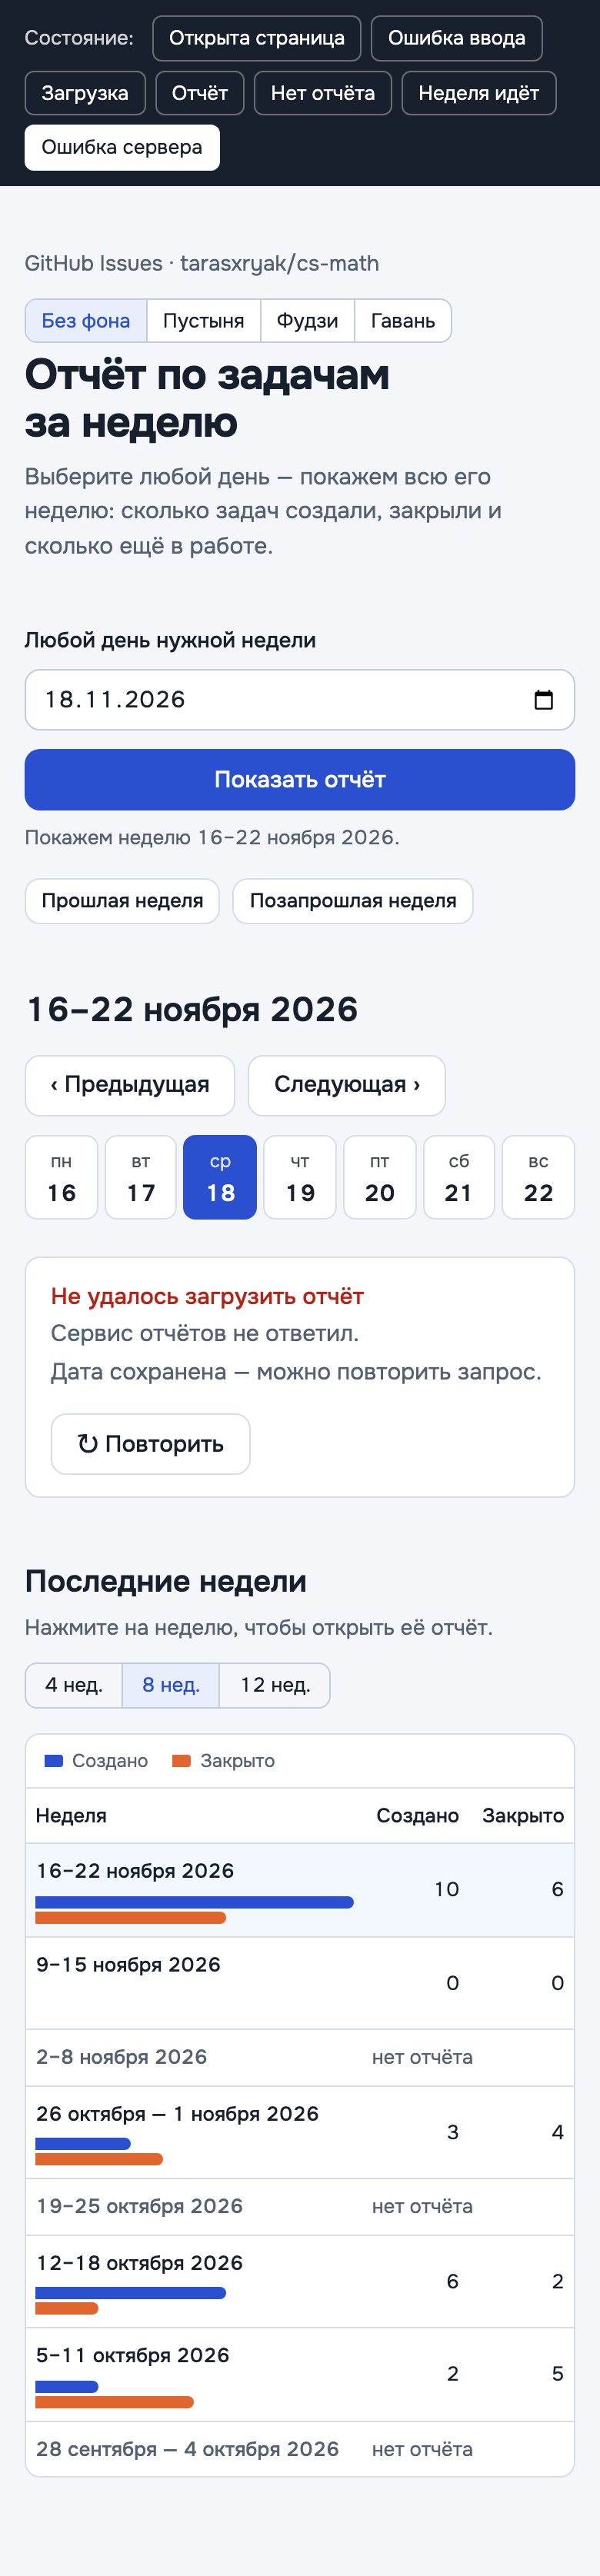 Состояние: Открыта страница Ошибка ввода
Загрузка Отчёт Нет отчёта Неделя идёт
Ошибка сервера
GitHub Issues · tarasxryak/cs-math
Без фона Пустыня Фудзи Гавань
Отчёт по задачам
за неделю
Выберите любой день — покажем всю его
неделю: сколько задач создали, закрыли и
сколько ещё в работе.
Любой день нужной недели
18.11.2026
Показать отчёт
Покажем неделю 16–22 ноября 2026.
Прошлая неделя Позапрошлая неделя
16–22 ноября 2026
‹ Предыдущая Следующая ›
пн вт ср чт пт сб вс
16 17 18 19 20 21 22
Не удалось загрузить отчёт
Сервис отчётов не ответил.
Дата сохранена — можно повторить запрос.
↻ Повторить
Последние недели
Нажмите на неделю, чтобы открыть её отчёт.
4 нед. 8 нед. 12 нед.
Создано Закрыто
Неделя Создано Закрыто
16–22 ноября 2026 10 6
9–15 ноября 2026 0 0
2–8 ноября 2026 нет отчёта
26 октября — 1 ноября 2026 3 4
19–25 октября 2026 нет отчёта
12–18 октября 2026 6 2
5–11 октября 2026 2 5
28 сентября — 4 октября 2026 нет отчёта